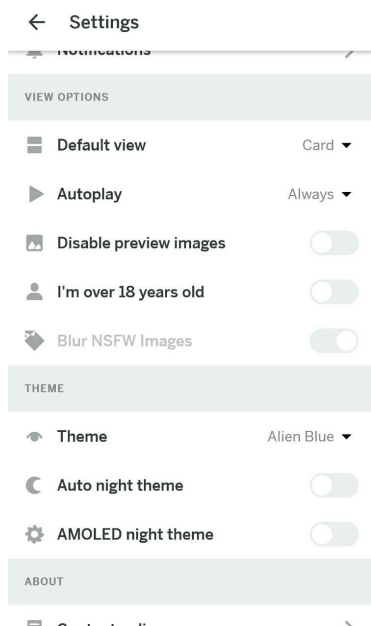 Settings
Notifications
VIEW OPTIONS
Default view Card
Autoplay Always
Disable preview images
I'm over 18 years old
Blur NSFW Images
THEME
Theme Alien Blue
Auto night theme
AMOLED night theme
ABOUT